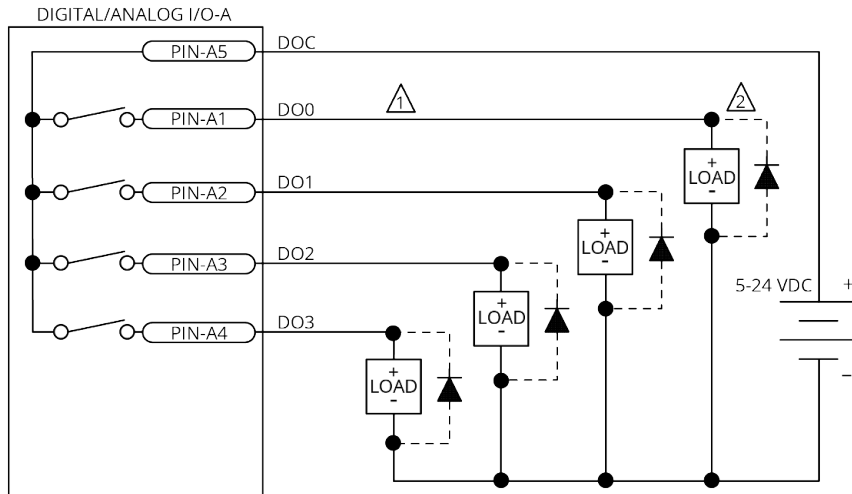 DIGITAL/ANALOG I/O-A
PIN-A5 DOC
PIN-A1 DO0 1 2
+
LOAD
-
PIN-A2 DO1
+
LOAD
-
PIN-A3 DO2
5-24 VDC +
+
LOAD
-
PIN-A4 DO3
+
LOAD
-
−